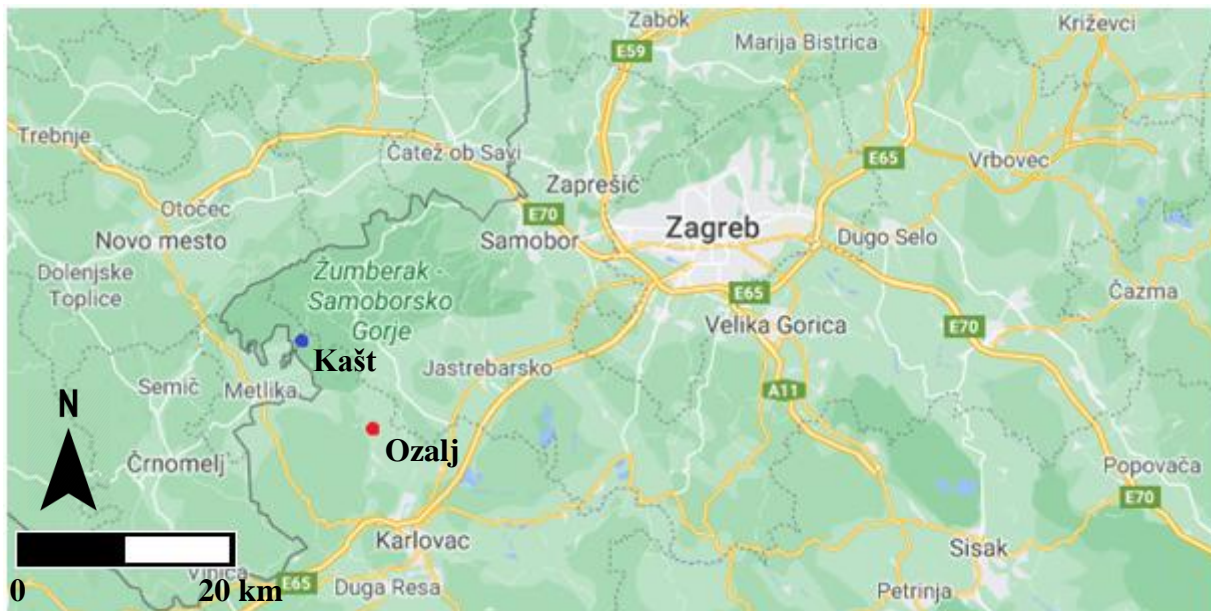 Zabok
Križevci
E59
Marija Bistrica
Trebnje
Čatež ob Savi
E65
Vrbovec
Zaprešić
Otočec
E70
Zagreb
Novo mesto
Samobor
Dugo Selo
Dolenjske
Toplice
Žumberak -
Samoborsko
Gorje
E65
Čazma
Velika Gorica
E70
Kašt
Jastrebarsko
Semič
Metlika
A11
N
Ozalj
Črnomelj
Popovača
E70
Karlovac
Sisak
Vinica
E65
Duga Resa
Petrinja
0
20 km